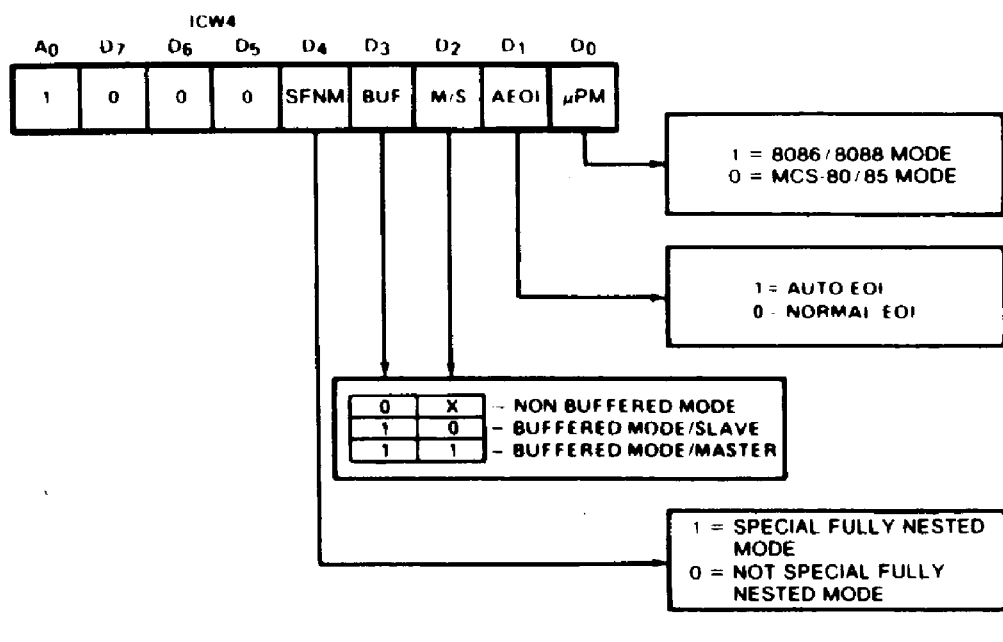 ICW4
A0 D7 D6 D5 D4 D3 D2 D1 D0
1 0 0 0 SFNM BUF M/S AEOI μPM
1 = 8086/8088 MODE
0 = MCS-80/85 MODE
1 = AUTO EOI
0 - NORMAL EOI
0 X - NON BUFFERED MODE
1 0 - BUFFERED MODE/SLAVE
1 1 - BUFFERED MODE/MASTER
1 = SPECIAL FULLY NESTED
MODE
0 = NOT SPECIAL FULLY
NESTED MODE